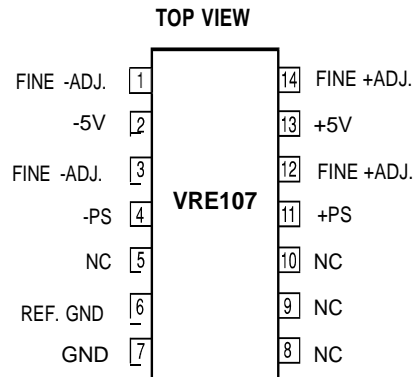 TOP VIEW
FINE -ADJ. 1 14 FINE +ADJ.
-5V 2 13 +5V
FINE -ADJ. 3 12 FINE +ADJ.
VRE107
-PS 4 11 +PS
NC 5 10 NC
REF. GND 6 9 NC
GND 7 8 NC